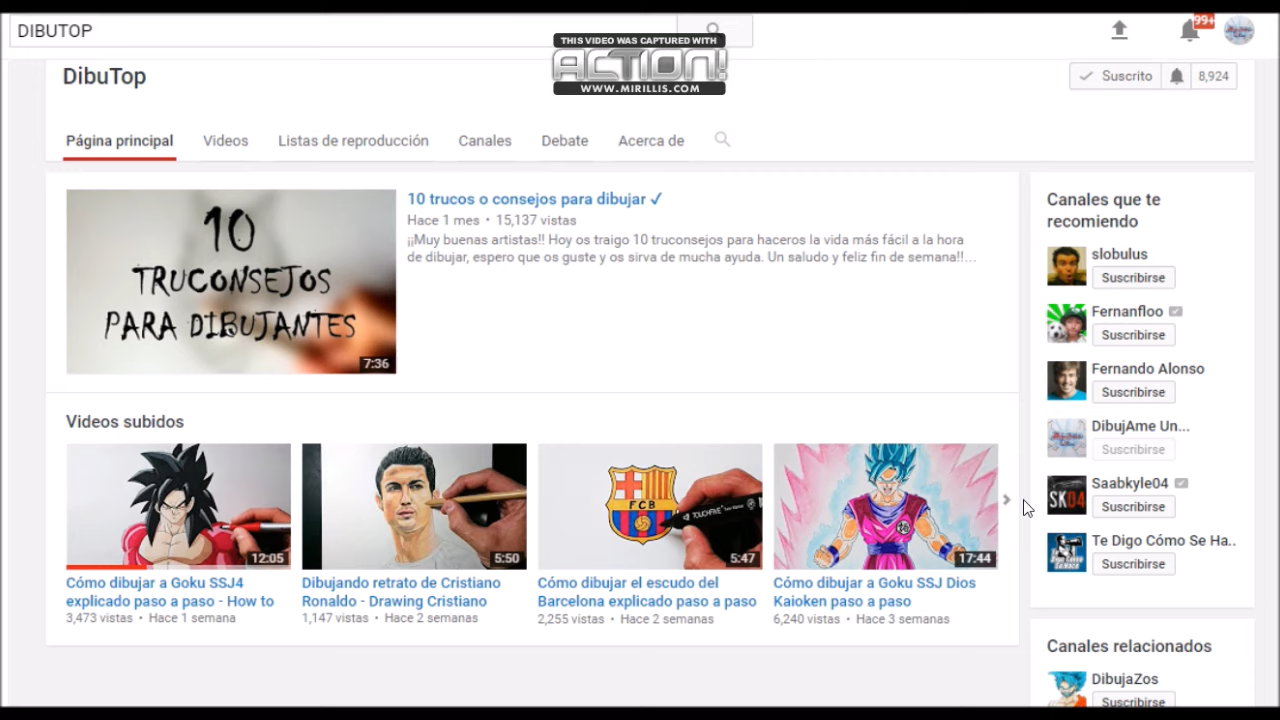 DIBUTOP
99+
THIS VIDEO WAS CAPTURED WITH
ACTION!
WWW.MIRILLIS.COM
DibuTop
Suscrito
8,924
Página principal
Videos
Listas de reproducción
Canales
Debate
Acerca de
10
TRUCONSEJOS
PARA DIBUJANTES
7:36
10 trucos o consejos para dibujar ✓
Hace 1 mes • 15,137 vistas
¡¡Muy buenas artistas!! Hoy os traigo 10 truconsejos para haceros la vida más fácil a la hora
de dibujar, espero que os guste y os sirva de mucha ayuda. Un saludo y feliz fin de semana!!...
Videos subidos
12:05
Cómo dibujar a Goku SSJ4
explicado paso a paso - How to
3,473 vistas • Hace 1 semana
5:50
Dibujando retrato de Cristiano
Ronaldo - Drawing Cristiano
1,147 vistas • Hace 2 semanas
FCB
TOUCHFIVE
5:47
Cómo dibujar el escudo del
Barcelona explicado paso a paso
2,255 vistas • Hace 2 semanas
17:44
Cómo dibujar a Goku SSJ Dios
Kaioken paso a paso
6,240 vistas • Hace 3 semanas
Canales que te
recomiendo
slobulus
Suscribirse
Fernanfloo
Suscribirse
Fernando Alonso
Suscribirse
DibujAme Un...
Suscribirse
SK04
Saabkyle04
Suscribirse
Te Digo Cómo Se Ha..
Suscribirse
Canales relacionados
DibujaZos
Suscribirse